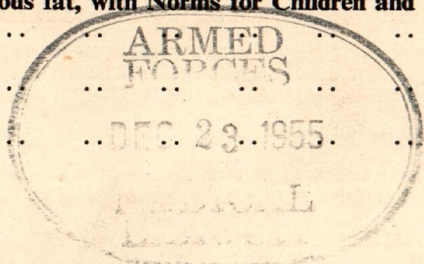 ous fat, with Norms for Children and
ARMED
FORCES
DEC 23 1955